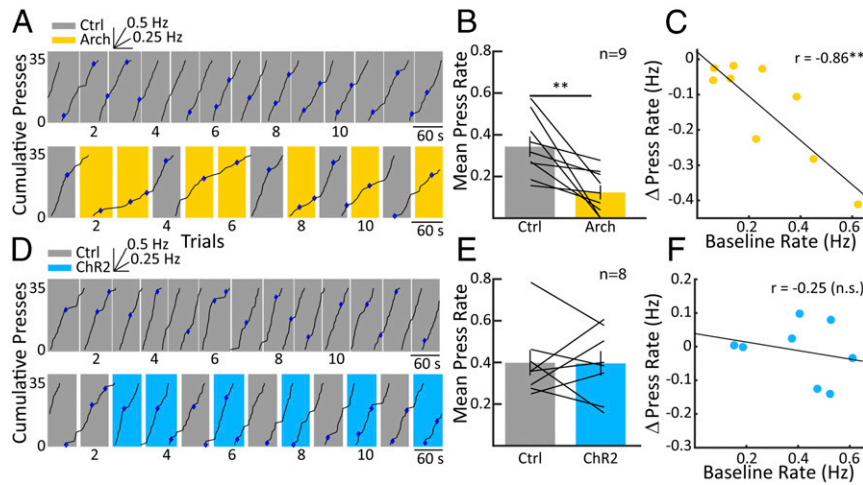 A
Ctrl
Arch
0.5 Hz
0.25 Hz
Cumulative Presses
35
0
2 4 6 8 10
60 s
Cumulative Presses
35
0
2 4 6 8 10
60 s
Trials
B
n=9
**
Mean Press Rate
0.8
0.6
0.4
0.2
Ctrl Arch
C
r = -0.86**
Δ Press Rate (Hz)
0
-0.1
-0.2
-0.3
-0.4
0 0.2 0.4 0.6
Baseline Rate (Hz)
D
Ctrl
ChR2
0.5 Hz
0.25 Hz
Cumulative Presses
35
0
2 4 6 8 10
60 s
Cumulative Presses
35
0
2 4 6 8 10
60 s
E
n=8
Mean Press Rate
0.8
0.6
0.4
0.2
Ctrl ChR2
F
r = -0.25 (n.s.)
Δ Press Rate (Hz)
0.2
0.1
0
-0.1
-0.2
-0.3
0 0.2 0.4 0.6
Baseline Rate (Hz)